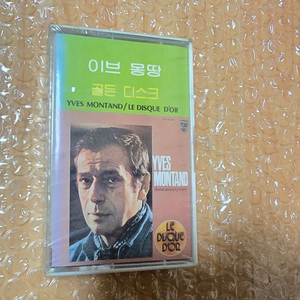 이브 몽땅
골든 디스크
YVES MONTAND/LE DISQUE D'OR
YVES
MONTAND
LE
DISQUE
D'OR